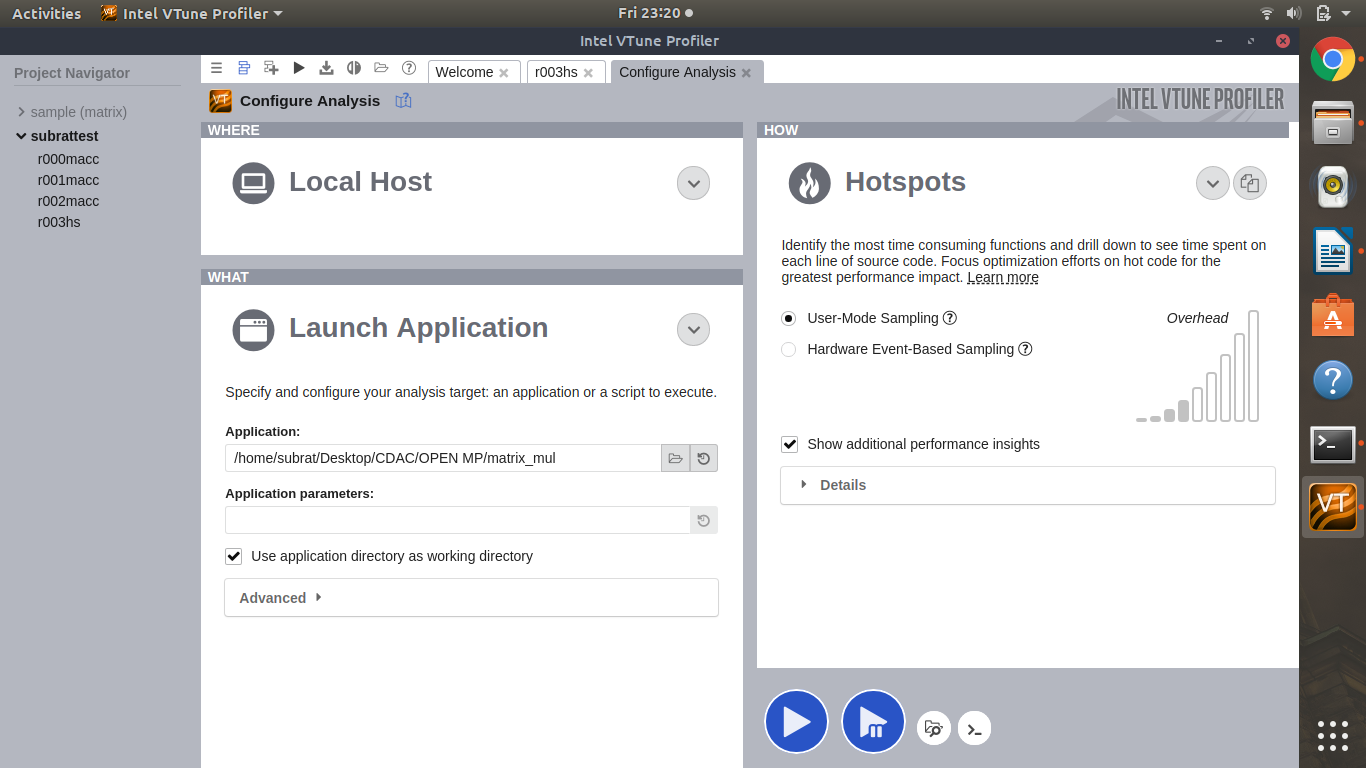 Activities
Intel VTune Profiler
Fri 23:20
Intel VTune Profiler
Project Navigator
sample (matrix)
subrattest
r000macc
r001macc
r002macc
r003hs
Welcome
r003hs
Configure Analysis
VT
Configure Analysis
INTEL VTUNE PROFILER
WHERE
Local Host
WHAT
Launch Application
Specify and configure your analysis target: an application or a script to execute.
Application:
/home/subrat/Desktop/CDAC/OPEN MP/matrix_mul
Application parameters:
Use application directory as working directory
Advanced
HOW
Hotspots
Identify the most time consuming functions and drill down to see time spent on
each line of source code. Focus optimization efforts on hot code for the
greatest performance impact. Learn more
User-Mode Sampling
Overhead
Hardware Event-Based Sampling
Show additional performance insights
Details
VT